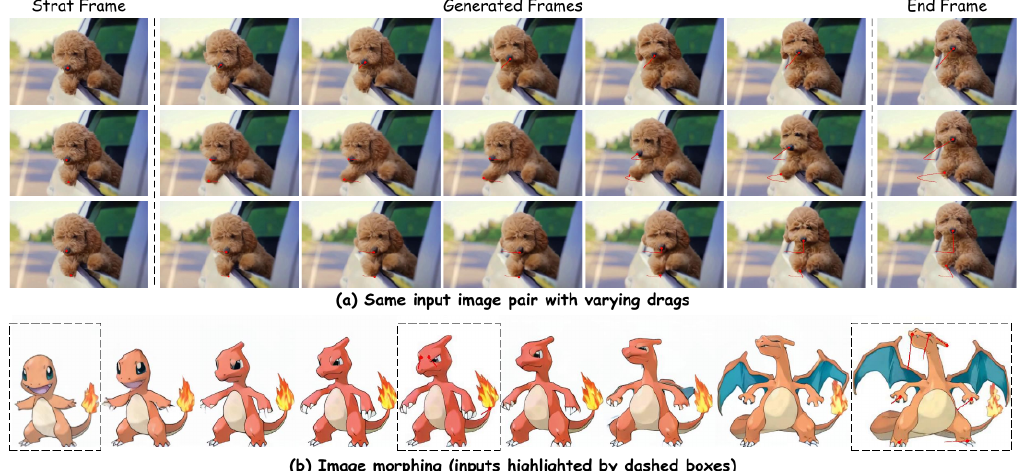 Strat Frame Generated Frames End Frame
(a) Same input image pair with varying drags
(b) Image morphing (inputs highlighted by dashed boxes)